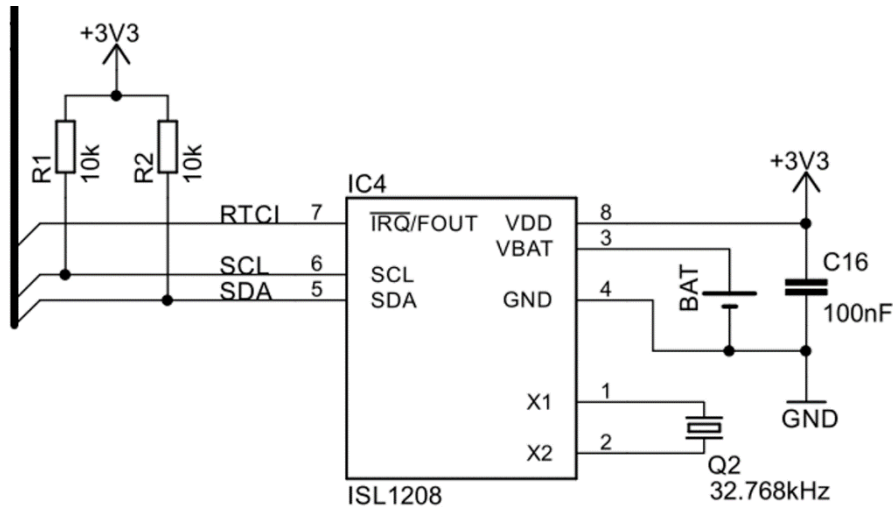 +3V3
R1
10k
R2
10k
IC4
+3V3
RTCI 7 IRQ/FOUT VDD 8
VBAT 3
SCL 6 SCL
SDA 5 SDA GND 4
BAT
C16
100nF
X1 1
GND
X2 2
Q2
32.768kHz
ISL1208